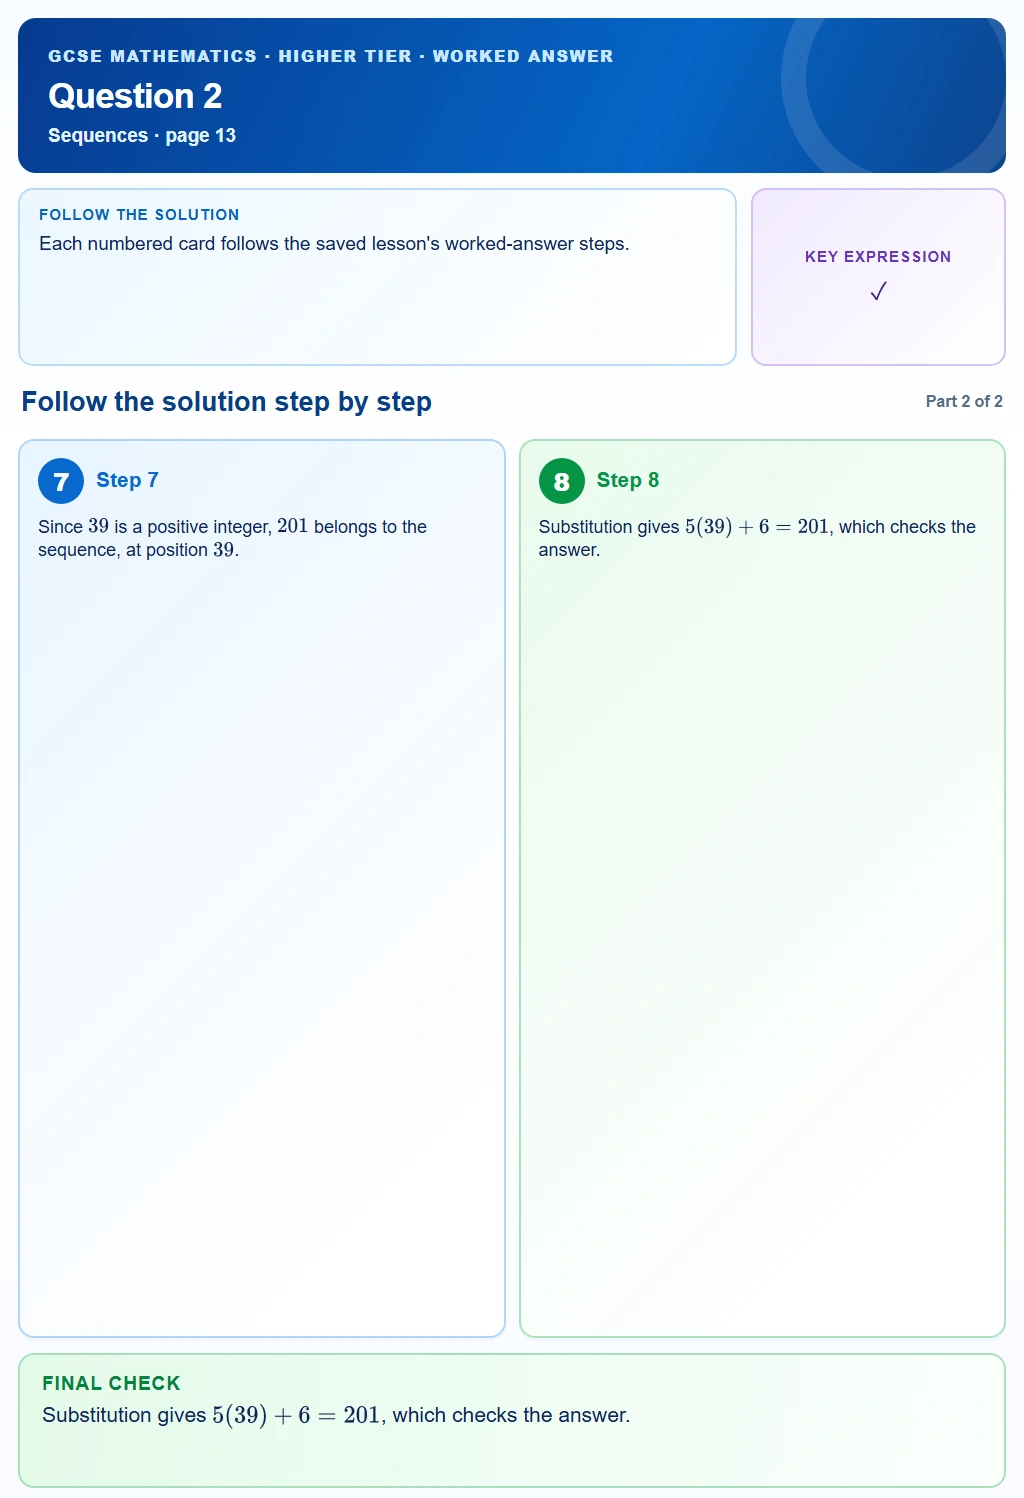 GCSE MATHEMATICS · HIGHER TIER · WORKED ANSWER
Question 2
Sequences · page 13
FOLLOW THE SOLUTION
Each numbered card follows the saved lesson's worked-answer steps.
KEY EXPRESSION
✓
Follow the solution step by step
Part 2 of 2
7 Step 7
Since 39 is a positive integer, 201 belongs to the
sequence, at position 39.
8 Step 8
Substitution gives 5(39) + 6 = 201, which checks the
answer.
FINAL CHECK
Substitution gives 5(39) + 6 = 201, which checks the answer.